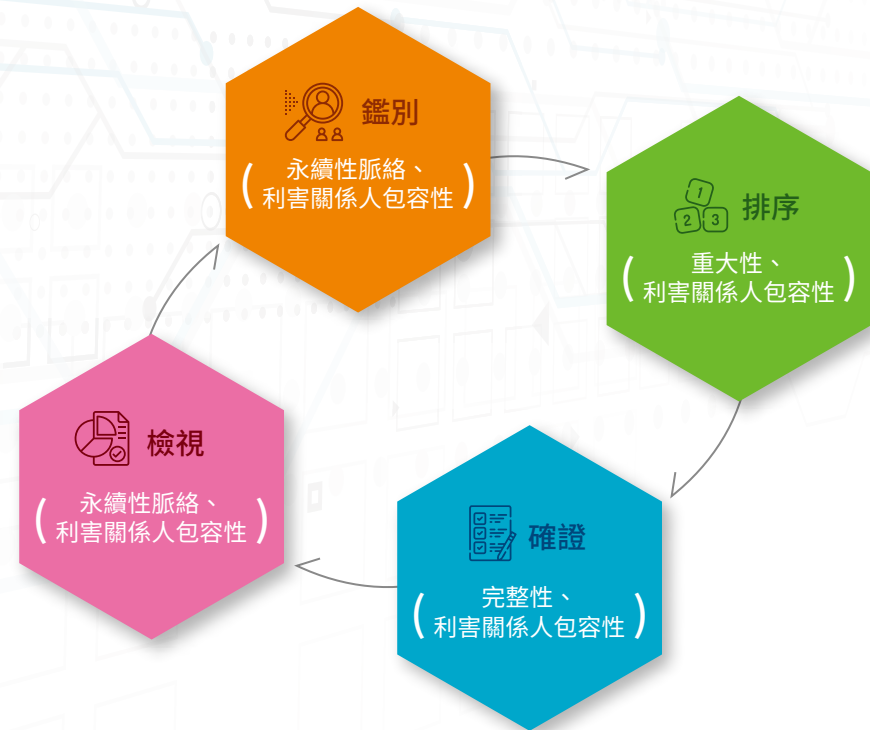 鑑別
(永續性脈絡、
利害關係人包容性)
1
2 3
排序
(重大性、
利害關係人包容性)
確證
(完整性、
利害關係人包容性)
檢視
(永續性脈絡、
利害關係人包容性)